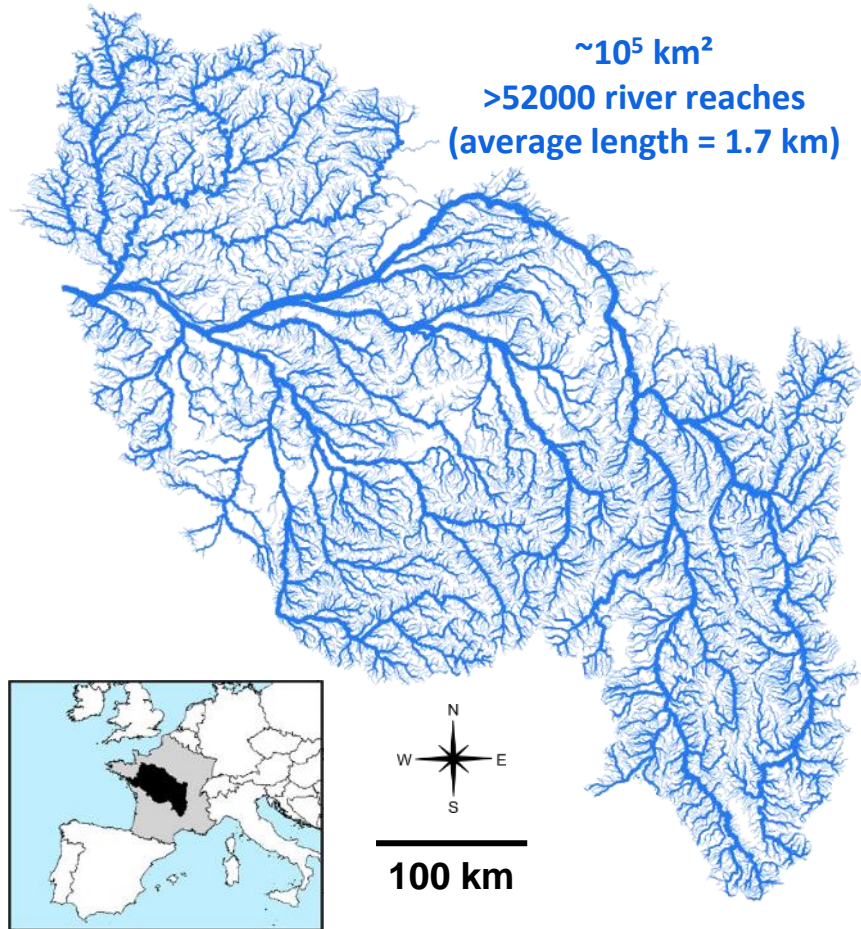 ~10⁵ km²
>52000 river reaches
(average length = 1.7 km)
N
W E
S
100 km